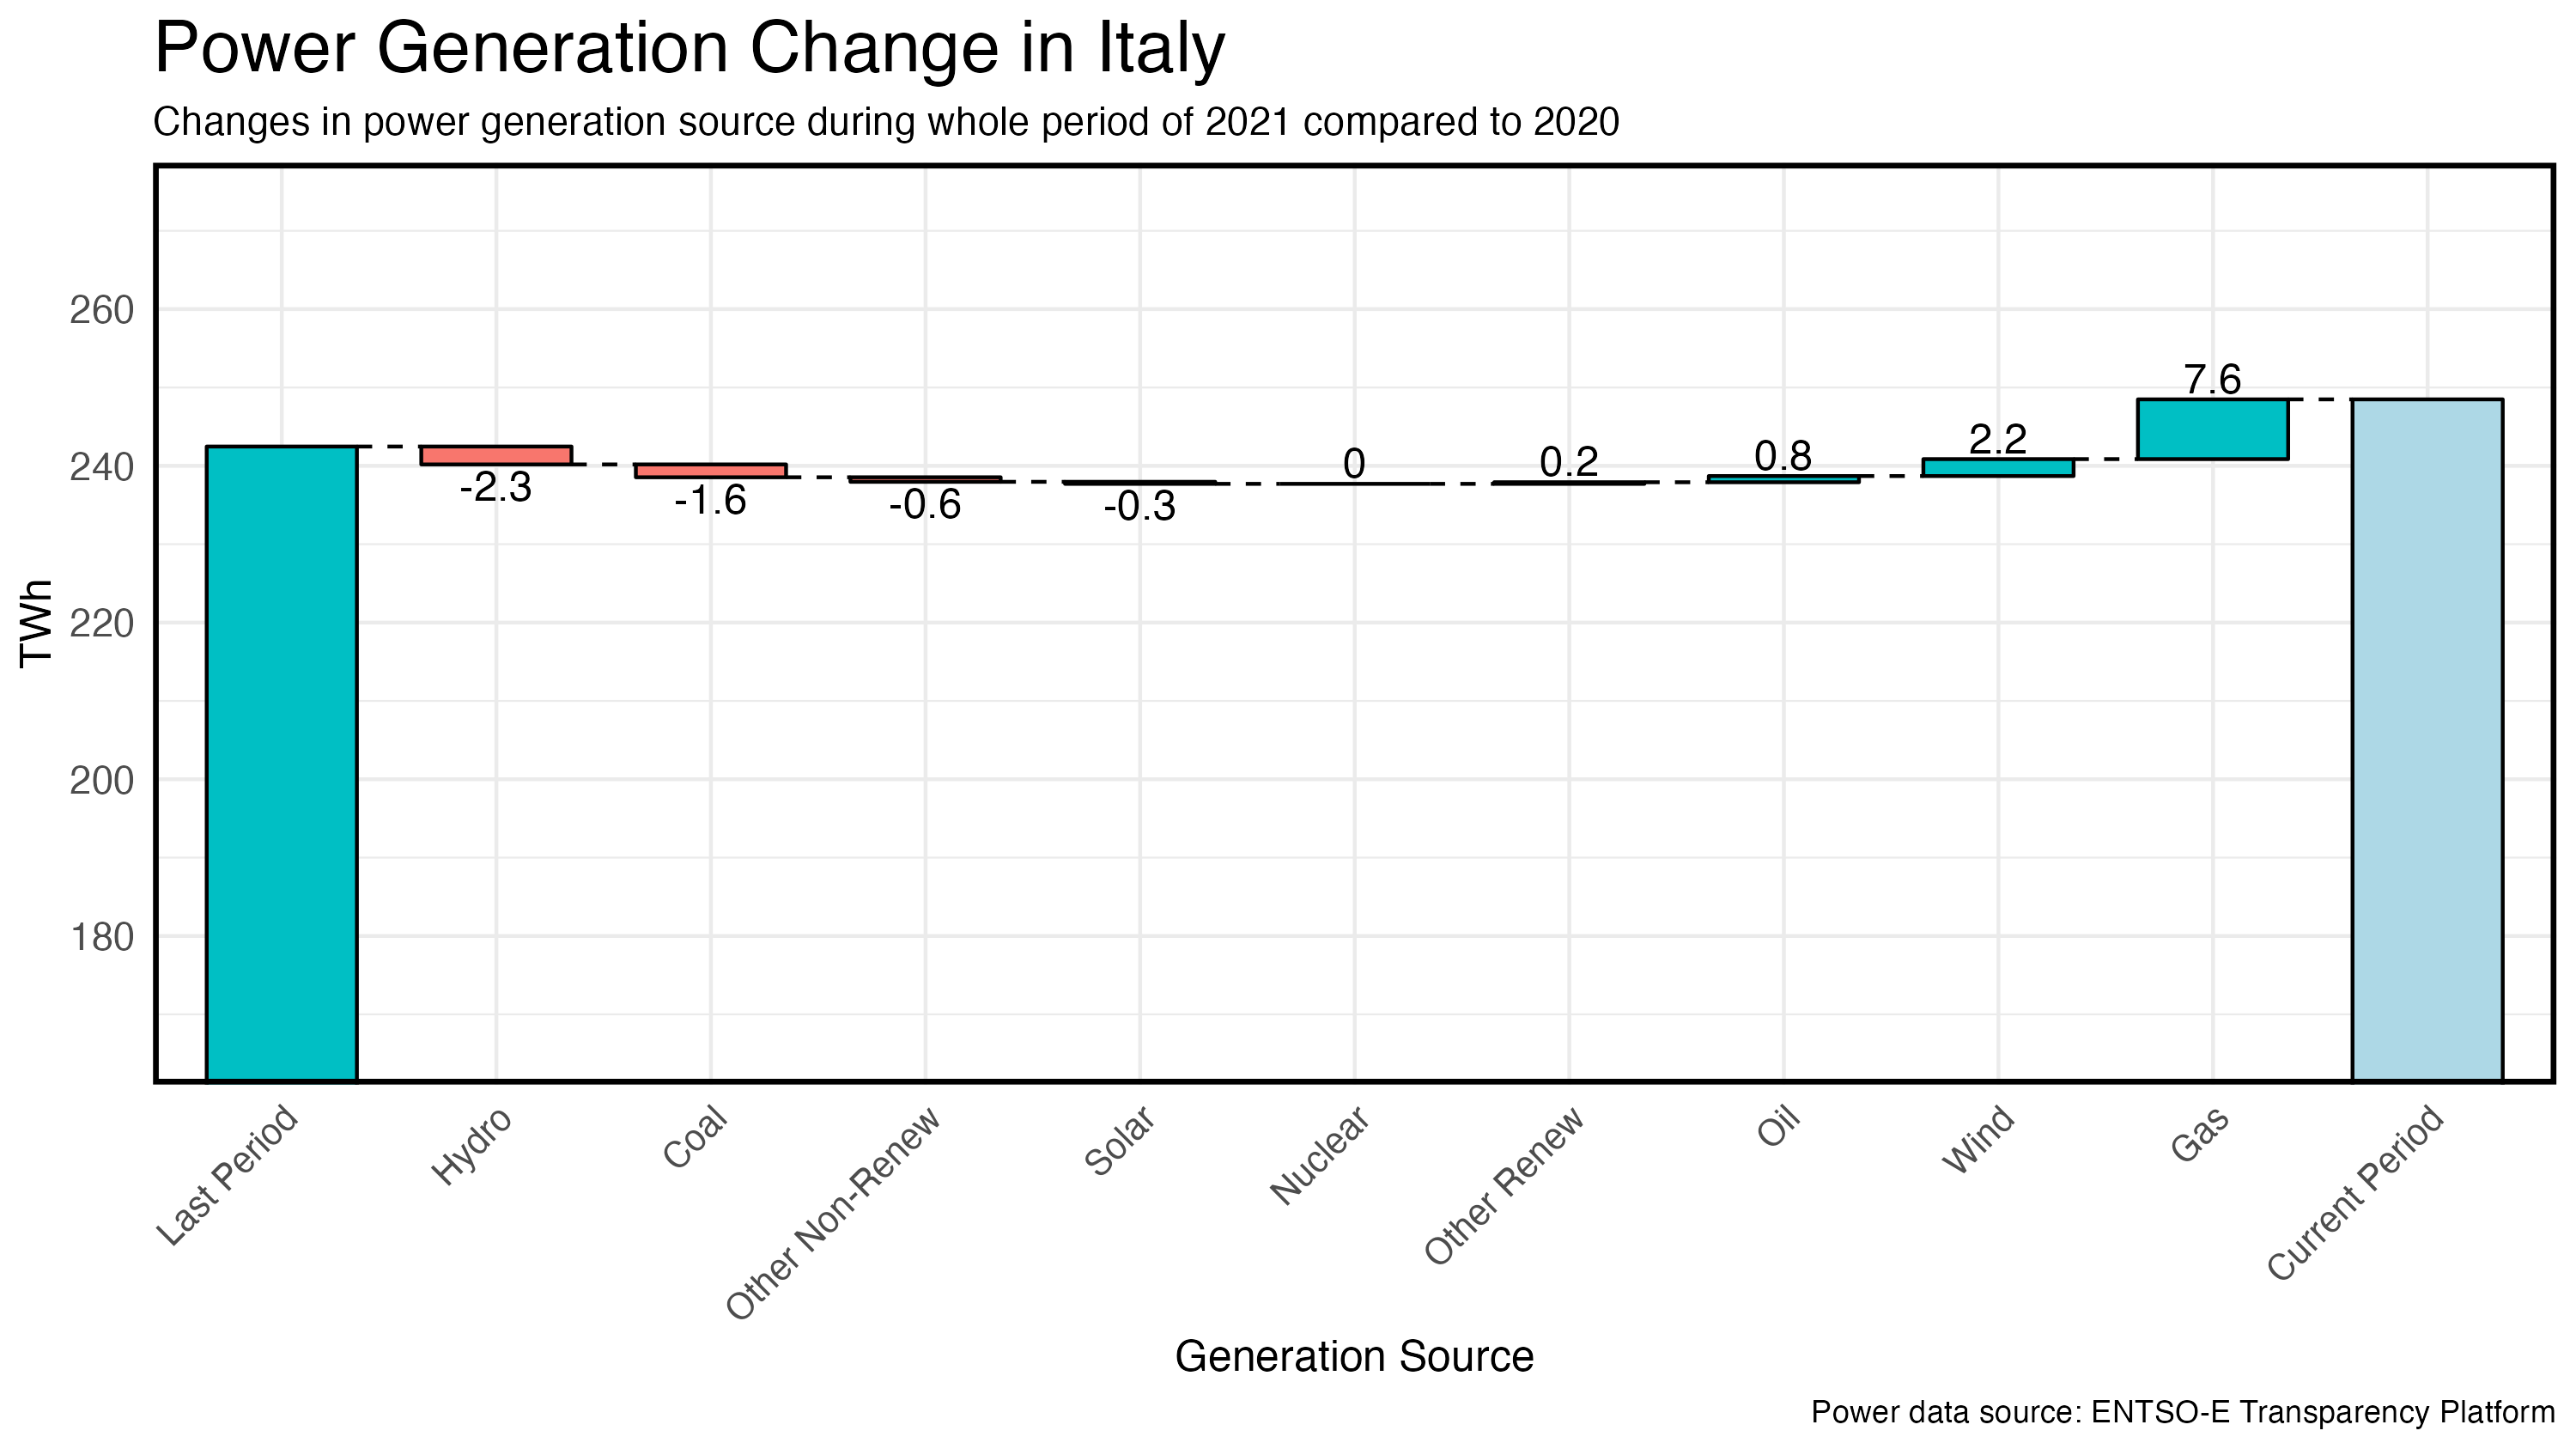 Power Generation Change in Italy
Changes in power generation source during whole period of 2021 compared to 2020
TWh
260
240
220
200
180
-2.3
-1.6
-0.6
-0.3
0
0.2
0.8
2.2
7.6
Last Period
Hydro
Coal
Other Non-Renew
Solar
Nuclear
Other Renew
Oil
Wind
Gas
Current Period
Generation Source
Power data source: ENTSO-E Transparency Platform